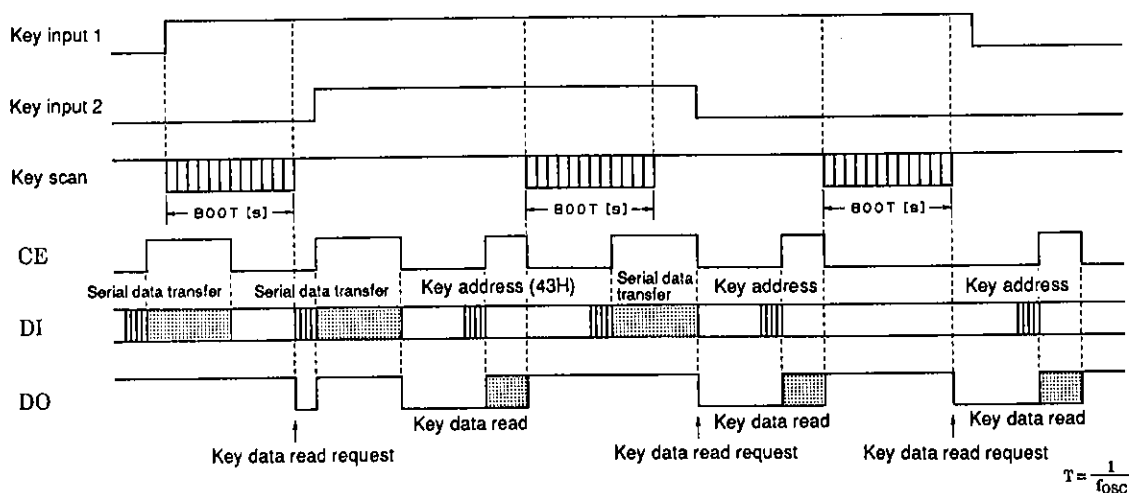 Key input 1
Key input 2
Key scan
800T [s]
800T [s]
800T [s]
CE
Serial data transfer
Serial data transfer
Key address (43H)
Serial data
transfer
Key address
Key address
DI
DO
Key data read
Key data read
Key data read
Key data read request
Key data read request
Key data read request
T = 1/fosc